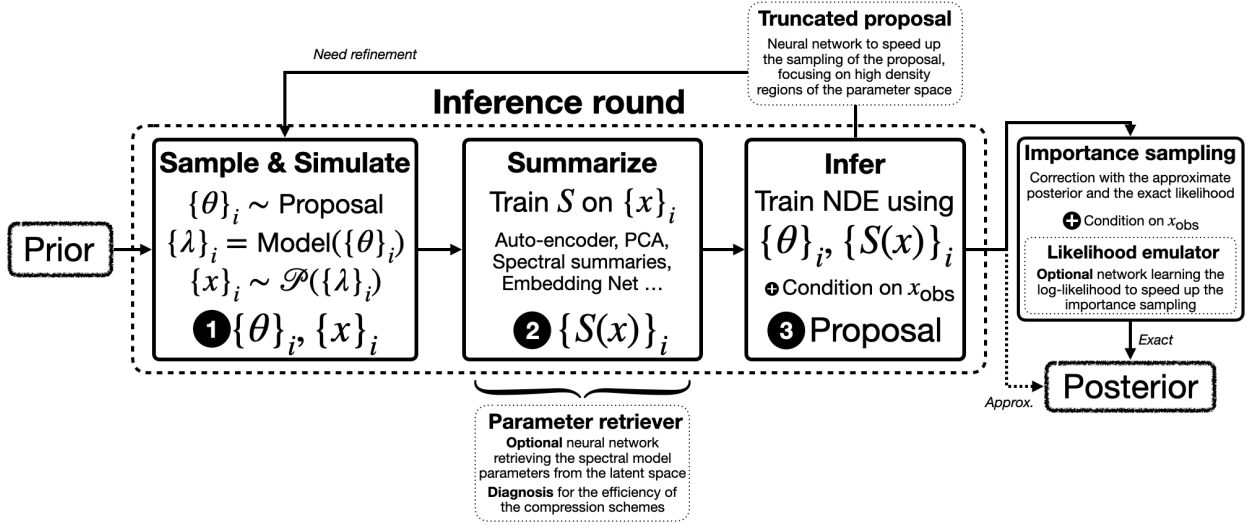 Truncated proposal
Neural network to speed up
the sampling of the proposal,
focusing on high density
regions of the parameter space
Need refinement
Inference round
Prior
Sample & Simulate
{θ}ᵢ ∼ Proposal
{λ}ᵢ = Model({θ}ᵢ)
{x}ᵢ ∼ 𝒫({λ}ᵢ)
1 {θ}ᵢ, {x}ᵢ
Summarize
Train S on {x}ᵢ
Auto-encoder, PCA,
Spectral summaries,
Embedding Net ...
2 {S(x)}ᵢ
Infer
Train NDE using
{θ}ᵢ, {S(x)}ᵢ
+ Condition on x_obs
3 Proposal
Importance sampling
Correction with the approximate
posterior and the exact likelihood
+ Condition on x_obs
Likelihood emulator
Optional network learning the
log-likelihood to speed up the
importance sampling
Exact
Approx.
Posterior
Parameter retriever
Optional neural network
retrieving the spectral model
parameters from the latent space
Diagnosis for the efficiency of
the compression schemes